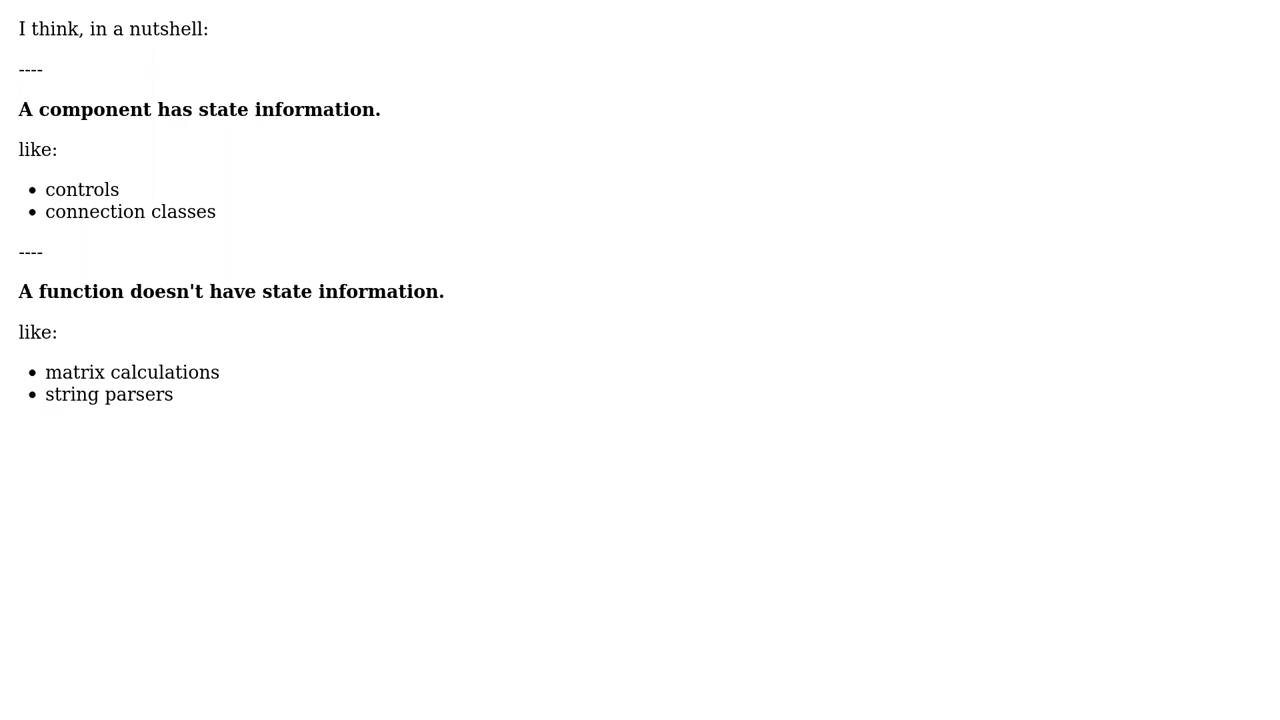 I think, in a nutshell:
----
A component has state information.
like:
• controls
• connection classes
----
A function doesn't have state information.
like:
• matrix calculations
• string parsers